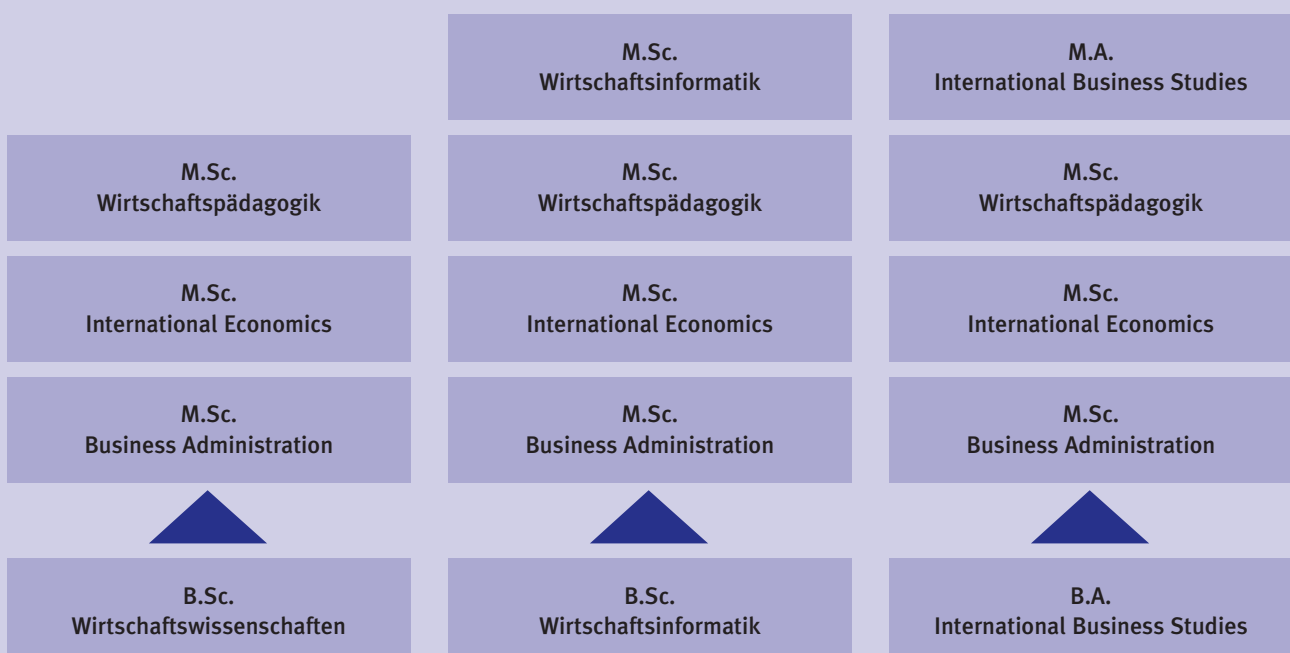 M.Sc.
Wirtschaftsinformatik
M.A.
International Business Studies
M.Sc.
Wirtschaftspädagogik
M.Sc.
Wirtschaftspädagogik
M.Sc.
Wirtschaftspädagogik
M.Sc.
International Economics
M.Sc.
International Economics
M.Sc.
International Economics
M.Sc.
Business Administration
M.Sc.
Business Administration
M.Sc.
Business Administration
B.Sc.
Wirtschaftswissenschaften
B.Sc.
Wirtschaftsinformatik
B.A.
International Business Studies